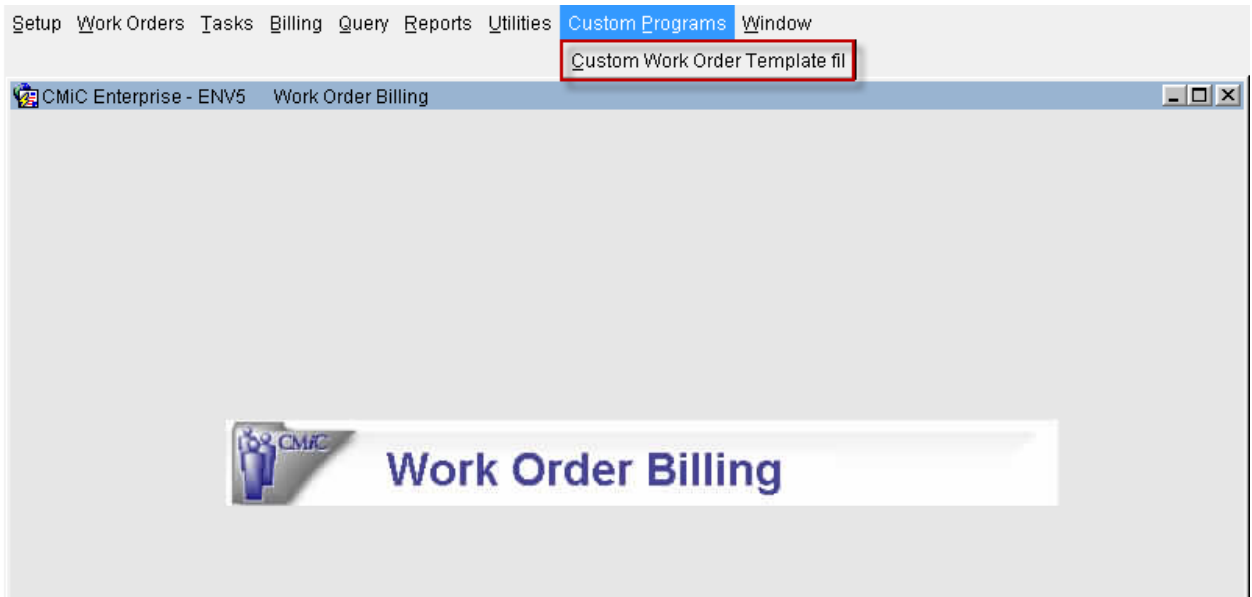 Setup Work Orders Tasks Billing Query Reports Utilities Custom Programs Window
Custom Work Order Template fil
CMiC Enterprise - ENV5 Work Order Billing
CMiC
Work Order Billing